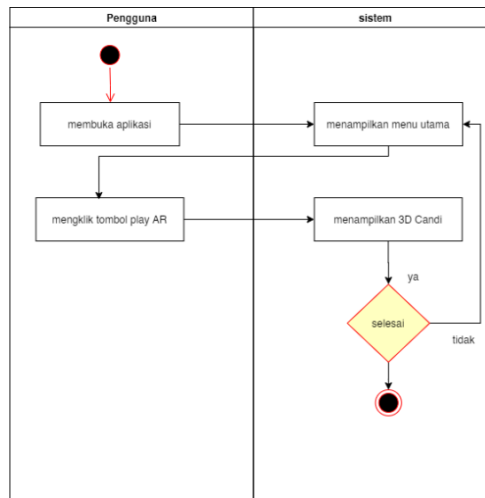 Pengguna
sistem
membuka aplikasi
menampilkan menu utama
mengklik tombol play AR
menampilkan 3D Candi
ya
selesai
tidak